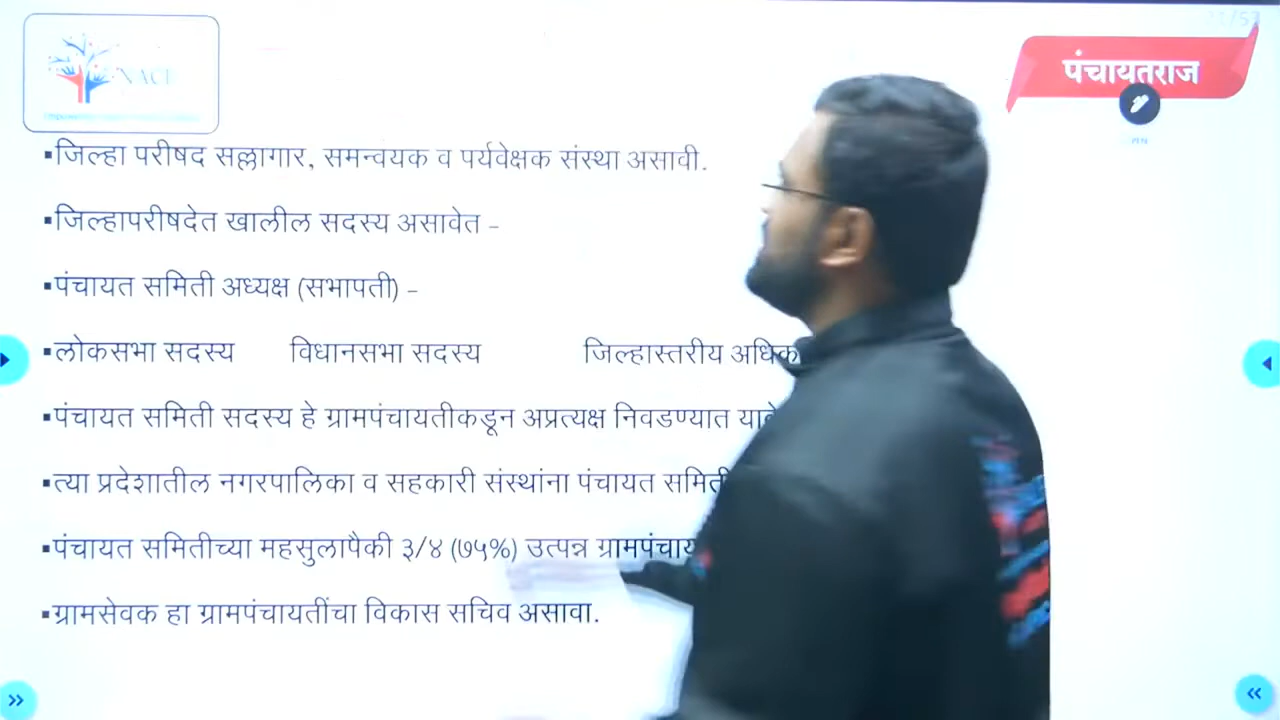 पंचायतराज
▪जिल्हा परीषद सल्लागार, समन्वयक व पर्यवेक्षक संस्था असावी.
▪जिल्हापरीषदेत खालील सदस्य असावेत –
▪पंचायत समिती अध्यक्ष (सभापती) –
▪लोकसभा सदस्य विधानसभा सदस्य जिल्हास्तरीय
▪पंचायत समिती सदस्य हे ग्रामपंचायतीकडून अप्रत्यक्ष निवडण्यात
▪त्या प्रदेशातील नगरपालिका व सहकारी संस्थांना पंचायत समिती
▪पंचायत समितीच्या महसुलापैकी ३/४ (७५%) उत्पन्न
▪ग्रामसेवक हा ग्रामपंचायतींचा विकास सचिव असावा.